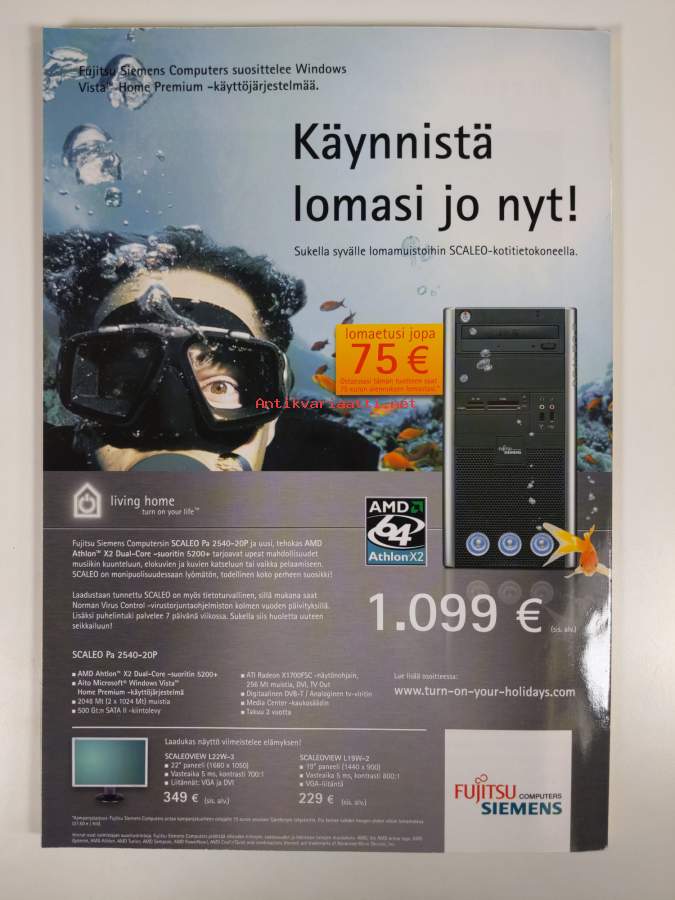 Fujitsu Siemens Computers suosittelee Windows
Vista™ Home Premium -käyttöjärjestelmää.
Käynnistä
lomasi jo nyt!
Sukella syvälle lomamuistoihin SCALEO-kotitietokoneella.
lomaetusi jopa
75 €
Ostaessasi tämän tuotteen saat
75 euron alennuksen lomastasi.*
Antikvariaatti.net
FUJITSU
SIEMENS
living home
turn on your life™
AMD
64
Athlon X2
Fujitsu Siemens Computersin SCALEO Pa 2540-20P ja uusi, tehokas AMD
Athlon™ X2 Dual-Core -suoritin 5200+ tarjoavat upeat mahdollisuudet
musiikin kuunteluun, elokuvien ja kuvien katseluun tai vaikka pelaamiseen.
SCALEO on monipuolisuudessaan lyömätön, todellinen koko perheen suosikki!
Laadustaan tunnettu SCALEO on myös tietoturvallinen, sillä mukana saat
Norman Virus Control -virustorjuntaohjelmiston kolmen vuoden päivityksillä.
Lisäksi puhelintuki palvelee 7 päivänä viikossa. Sukella siis huoletta uuteen
seikkailuun!
1.099 € (sis. alv.)
SCALEO Pa 2540-20P
▪ AMD Athlon™ X2 Dual-Core -suoritin 5200+
▪ Aito Microsoft® Windows Vista™
Home Premium -käyttöjärjestelmä
▪ 2048 Mt (2 x 1024 Mt) muistia
▪ 500 Gt:n SATA II -kiintolevy
▪ ATI Radeon X1700FSC -näytönohjain,
256 Mt muistia, DVI, TV-Out
▪ Digitaalinen DVB-T / Analoginen tv-viritin
▪ Media Center -kaukosäädin
▪ Takuu 2 vuotta
Lue lisää osoitteessa:
www.turn-on-your-holidays.com
Laadukas näyttö viimeistelee elämyksen!
SCALEOVIEW L22W-3
▪ 22" paneeli (1680 x 1050)
▪ Vasteaika 5 ms, kontrasti 700:1
▪ Liitännät: VGA ja DVI
349 € (sis. alv.)
SCALEOVIEW L19W-2
▪ 19" paneeli (1440 x 900)
▪ Vasteaika 5 ms, kontrasti 800:1
▪ VGA-liitäntä
229 € (sis. alv.)
FUJITSU COMPUTERS
SIEMENS